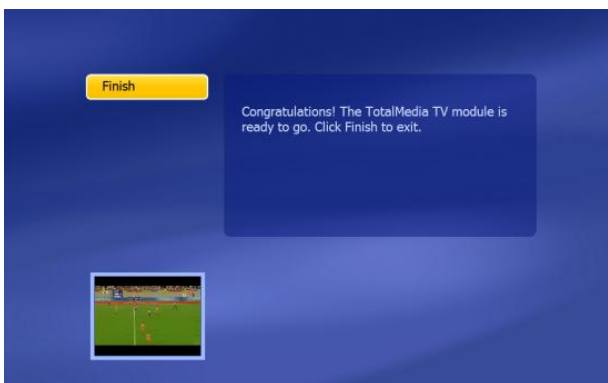 Finish
Congratulations! The TotalMedia TV module is
ready to go. Click Finish to exit.